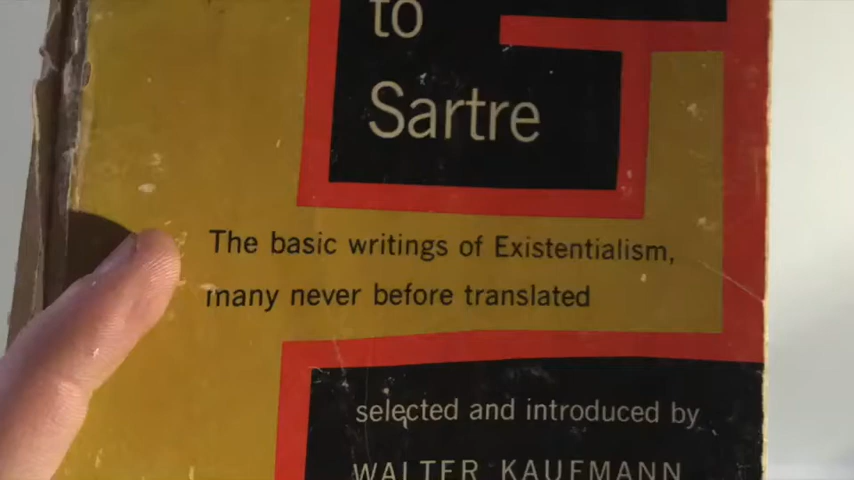 to
Sartre
The basic writings of Existentialism,
many never before translated
selected and introduced by
WALTER KAUFMANN